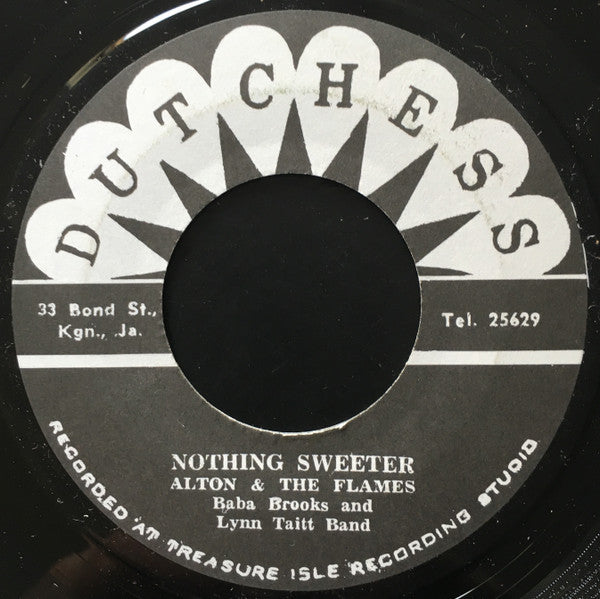 DUTCHESS
33 Bond St.,
Kgn., Ja.
Tel. 25629
NOTHING SWEETER
ALTON & THE FLAMES
Baba Brooks and
Lynn Taitt Band
RECORDED AT TREASURE ISLE RECORDING STUDIO